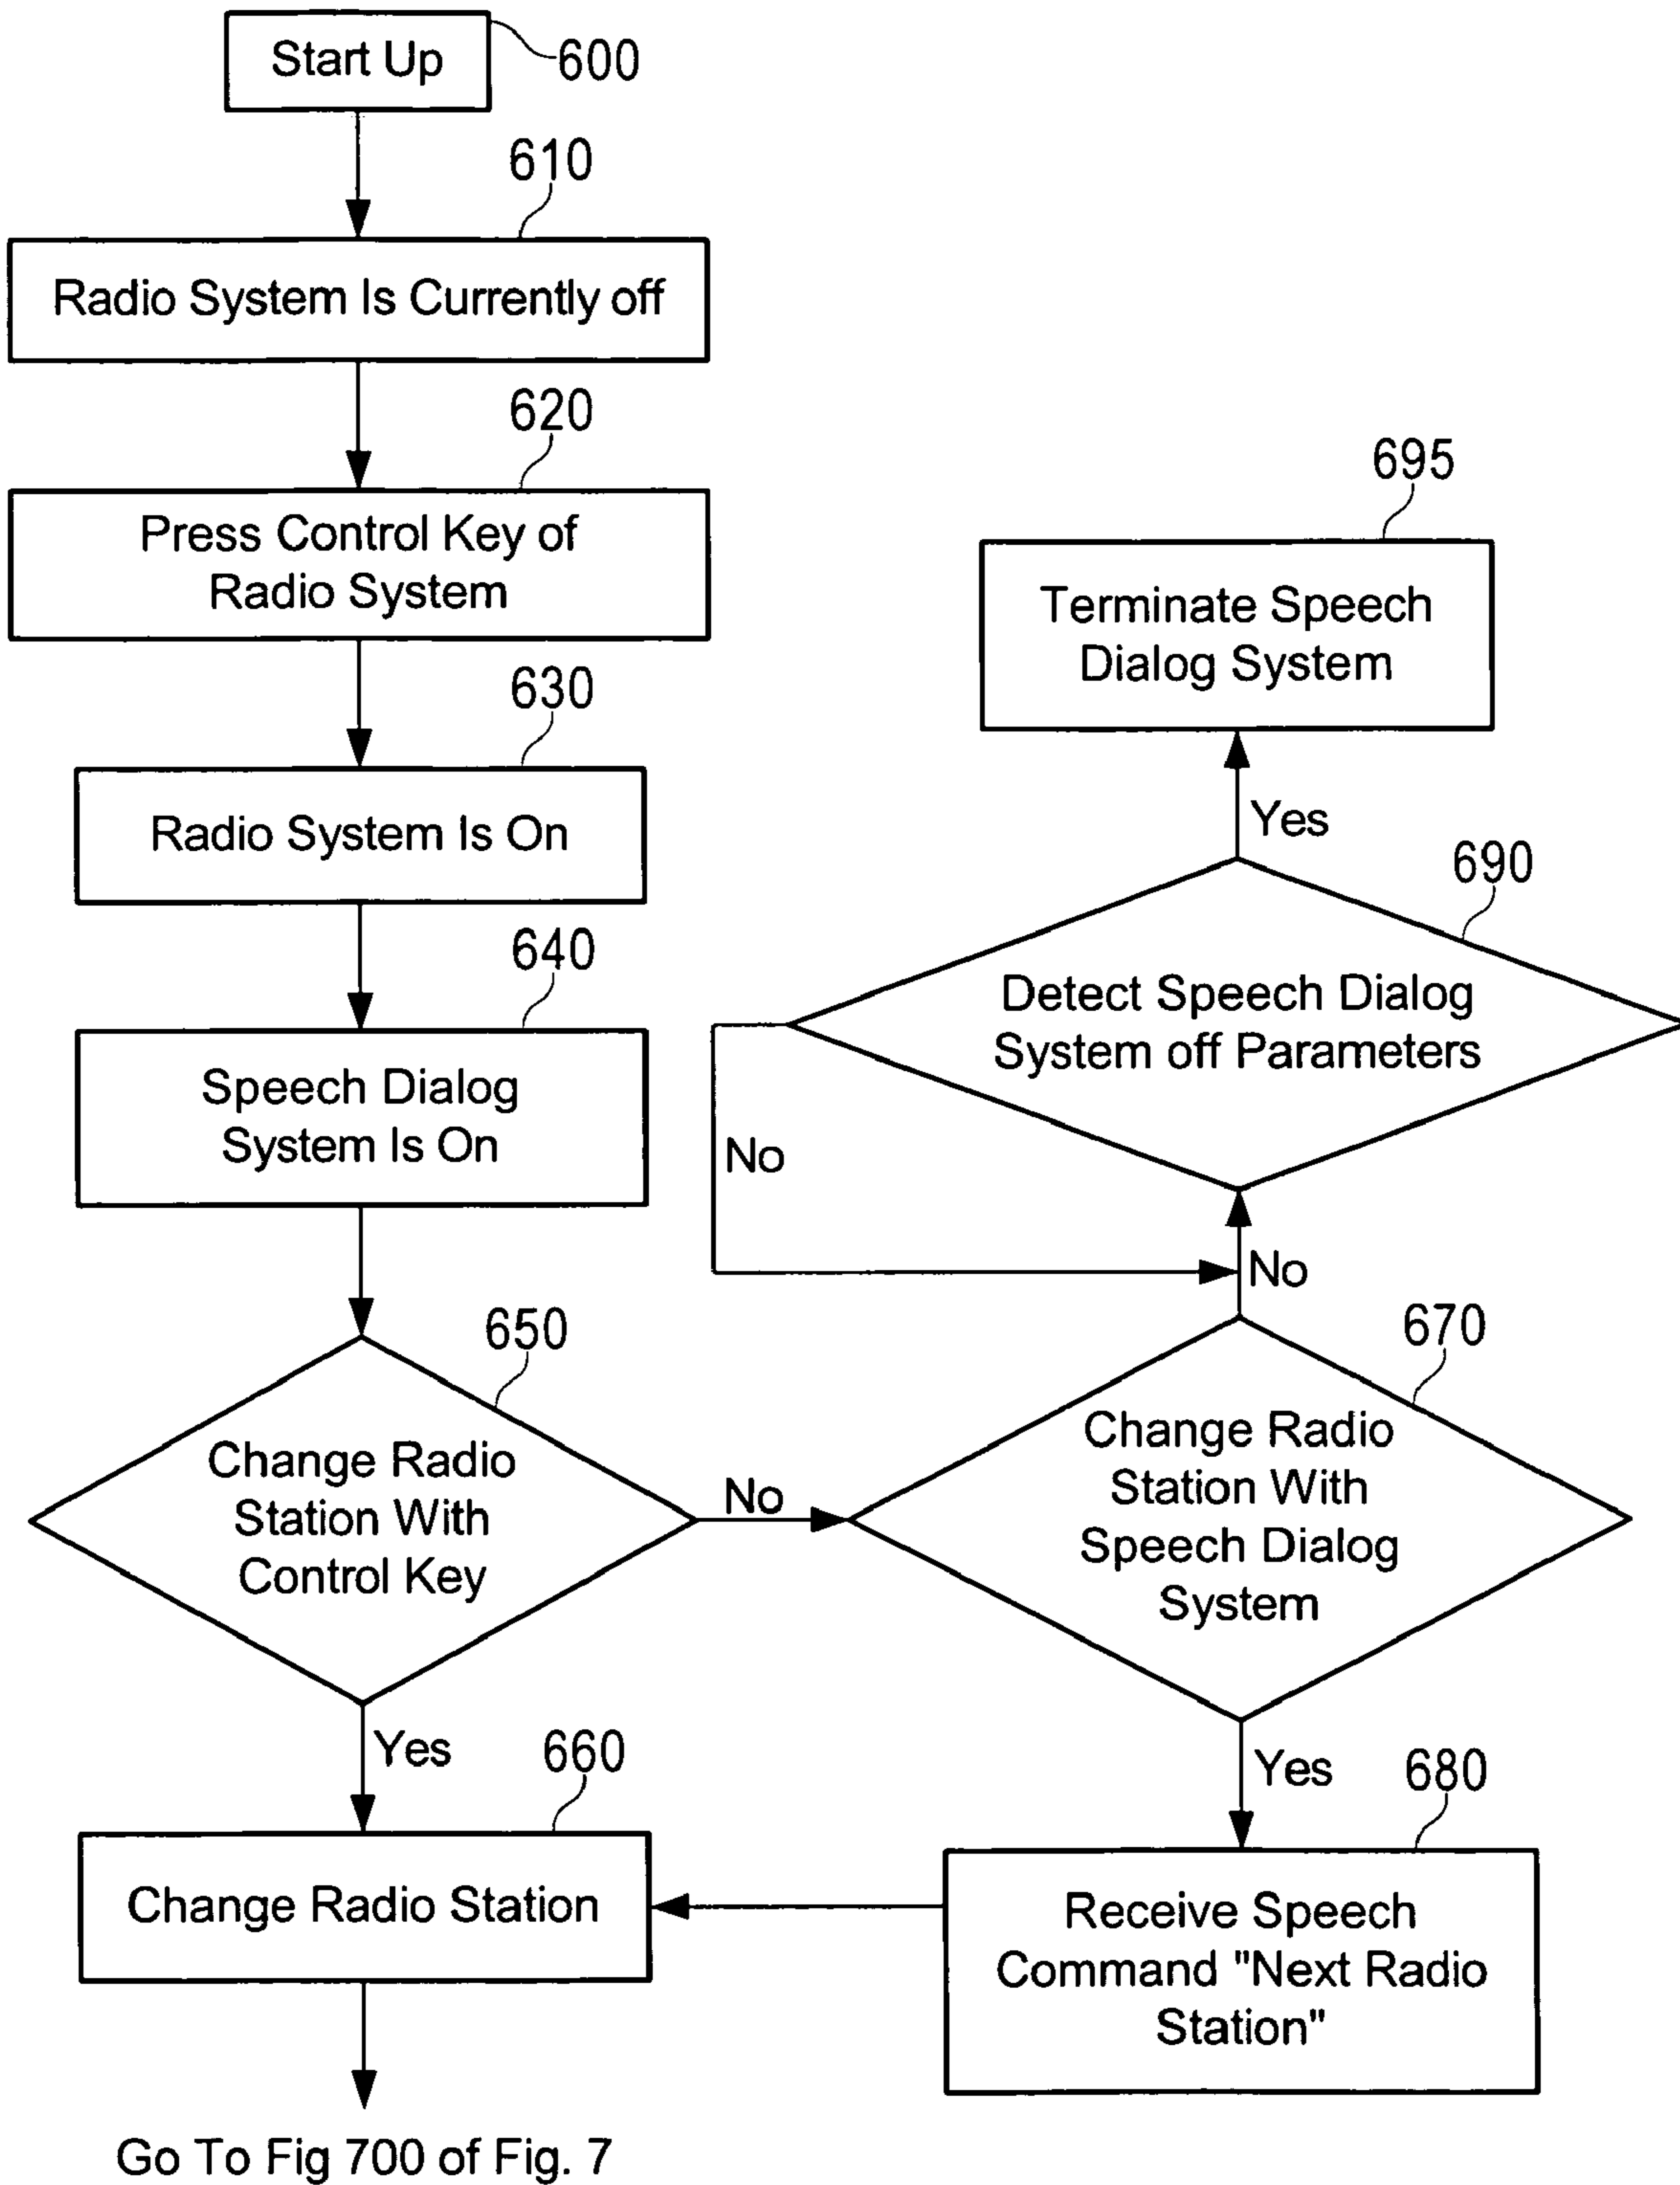 Start Up
600
610
Radio System Is Currently off
620
Press Control Key of
Radio System
630
Radio System Is On
640
Speech Dialog
System Is On
650
Change Radio
Station With
Control Key
No
Yes
660
Change Radio Station
Go To Fig 700 of Fig. 7
695
Terminate Speech
Dialog System
Yes
690
Detect Speech Dialog
System off Parameters
No
No
670
Change Radio
Station With
Speech Dialog
System
Yes
680
Receive Speech
Command "Next Radio
Station"